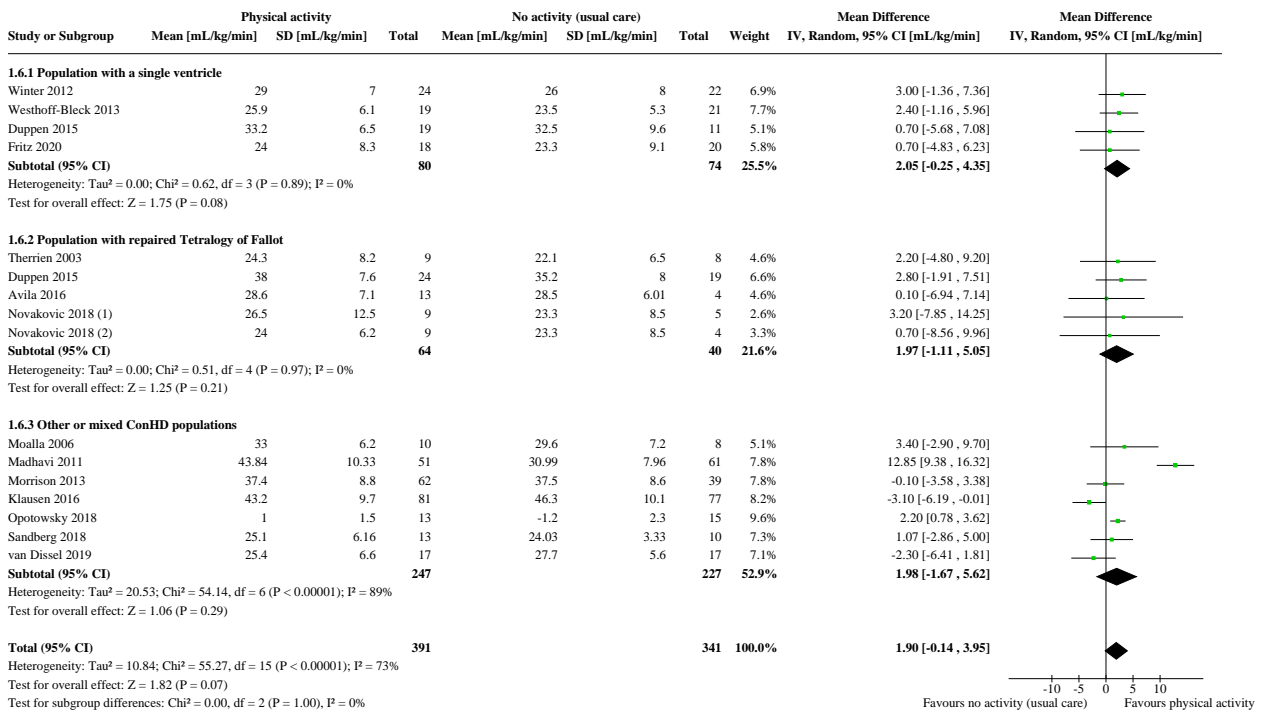 Physical activity No activity (usual care) Mean Difference Mean Difference
Study or Subgroup Mean [mL/kg/min] SD [mL/kg/min] Total Mean [mL/kg/min] SD [mL/kg/min] Total Weight IV, Random, 95% CI [mL/kg/min] IV, Random, 95% CI [mL/kg/min]
1.6.1 Population with a single ventricle
Winter 2012 29 7 24 26 8 22 6.9% 3.00 [-1.36 , 7.36]
Westhoff-Bleck 2013 25.9 6.1 19 23.5 5.3 21 7.7% 2.40 [-1.16 , 5.96]
Duppen 2015 33.2 6.5 19 32.5 9.6 11 5.1% 0.70 [-5.68 , 7.08]
Fritz 2020 24 8.3 18 23.3 9.1 20 5.8% 0.70 [-4.83 , 6.23]
Subtotal (95% CI) 80 74 25.5% 2.05 [-0.25 , 4.35]
Heterogeneity: Tau² = 0.00; Chi² = 0.62, df = 3 (P = 0.89); I² = 0%
Test for overall effect: Z = 1.75 (P = 0.08)
1.6.2 Population with repaired Tetralogy of Fallot
Therrien 2003 24.3 8.2 9 22.1 6.5 8 4.6% 2.20 [-4.80 , 9.20]
Duppen 2015 38 7.6 24 35.2 8 19 6.6% 2.80 [-1.91 , 7.51]
Avila 2016 28.6 7.1 13 28.5 6.01 4 4.6% 0.10 [-6.94 , 7.14]
Novakovic 2018 (1) 26.5 12.5 9 23.3 8.5 5 2.6% 3.20 [-7.85 , 14.25]
Novakovic 2018 (2) 24 6.2 9 23.3 8.5 4 3.3% 0.70 [-8.56 , 9.96]
Subtotal (95% CI) 64 40 21.6% 1.97 [-1.11 , 5.05]
Heterogeneity: Tau² = 0.00; Chi² = 0.51, df = 4 (P = 0.97); I² = 0%
Test for overall effect: Z = 1.25 (P = 0.21)
1.6.3 Other or mixed ConHD populations
Moalla 2006 33 6.2 10 29.6 7.2 8 5.1% 3.40 [-2.90 , 9.70]
Madhavi 2011 43.84 10.33 51 30.99 7.96 61 7.8% 12.85 [9.38 , 16.32]
Morrison 2013 37.4 8.8 62 37.5 8.6 39 7.8% -0.10 [-3.58 , 3.38]
Klausen 2016 43.2 9.7 81 46.3 10.1 77 8.2% -3.10 [-6.19 , -0.01]
Opotowsky 2018 1 1.5 13 -1.2 2.3 15 9.6% 2.20 [0.78 , 3.62]
Sandberg 2018 25.1 6.16 13 24.03 3.33 10 7.3% 1.07 [-2.86 , 5.00]
van Dissel 2019 25.4 6.6 17 27.7 5.6 17 7.1% -2.30 [-6.41 , 1.81]
Subtotal (95% CI) 247 227 52.9% 1.98 [-1.67 , 5.62]
Heterogeneity: Tau² = 20.53; Chi² = 54.14, df = 6 (P < 0.00001); I² = 89%
Test for overall effect: Z = 1.06 (P = 0.29)
Total (95% CI) 391 341 100.0% 1.90 [-0.14 , 3.95]
Heterogeneity: Tau² = 10.84; Chi² = 55.27, df = 15 (P < 0.00001); I² = 73%
Test for overall effect: Z = 1.82 (P = 0.07)
-10 -5 0 5 10
Test for subgroup differences: Chi² = 0.00, df = 2 (P = 1.00), I² = 0% Favours no activity (usual care) Favours physical activity